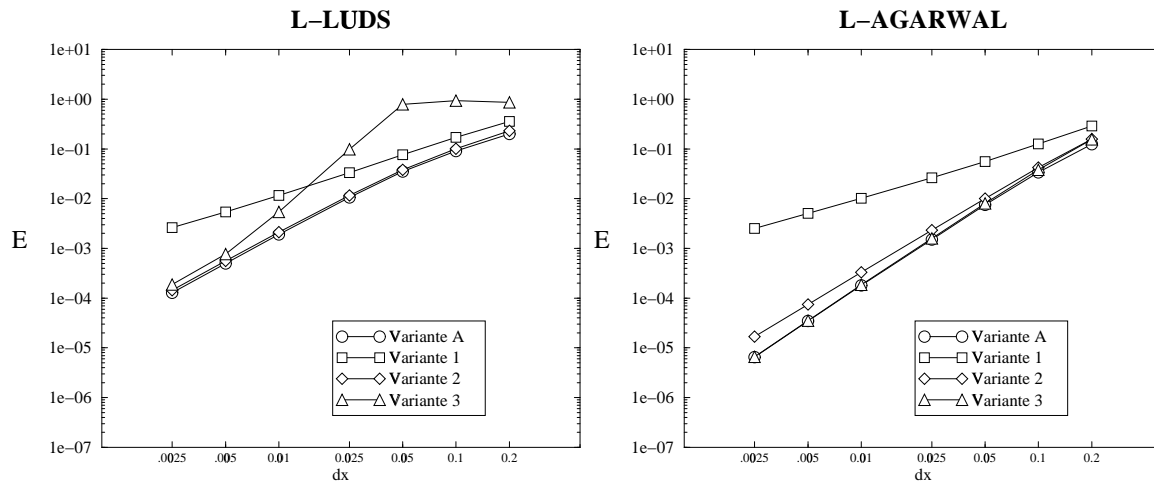 L−LUDS
1e+01
1e+00
1e−01
1e−02
1e−03
1e−04
1e−05
1e−06
1e−07
E
Variante A
Variante 1
Variante 2
Variante 3
.0025 .005 0.01 .025 0.05 0.1 0.2
dx
L−AGARWAL
1e+01
1e+00
1e−01
1e−02
1e−03
1e−04
1e−05
1e−06
1e−07
E
Variante A
Variante 1
Variante 2
Variante 3
.0025 .005 0.01 .025 0.05 0.1 0.2
dx